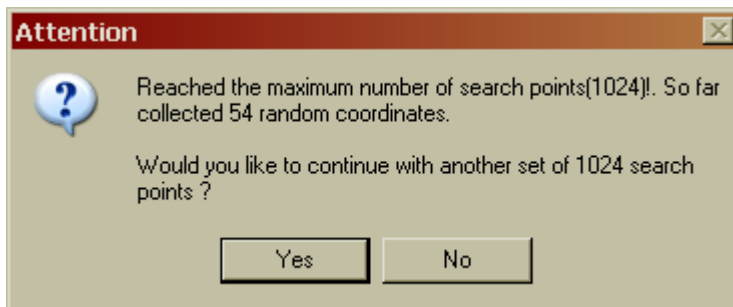 Attention
Reached the maximum number of search points(1024)!. So far
collected 54 random coordinates.
Would you like to continue with another set of 1024 search
points ?
Yes
No